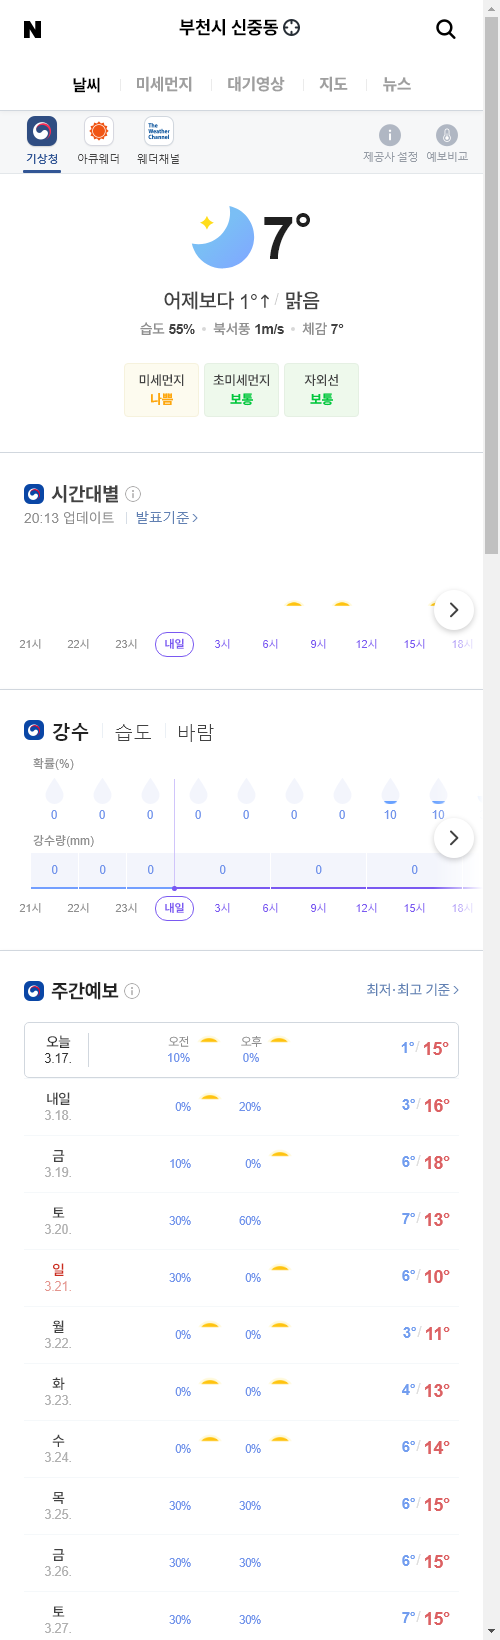 N
부천시 신중동
날씨 미세먼지 대기영상 지도 뉴스
The Weather Channel
기상청 아큐웨더 웨더채널 제공사 설정 예보비교
7°
어제보다 1°↑ / 맑음
습도 55% • 북서풍 1m/s • 체감 7°
미세먼지 초미세먼지 자외선
나쁨 보통 보통
시간대별
20:13 업데이트 발표기준 >
21시 22시 23시 내일 3시 6시 9시 12시 15시 18시
강수 습도 바람
확률(%)
0 0 0 0 0 0 0 10 10
강수량(mm)
0 0 0 0 0 0
21시 22시 23시 내일 3시 6시 9시 12시 15시 18시
주간예보 최저·최고 기준 >
오늘 오전 오후
3.17. 10% 0% 1°/ 15°
내일
3.18. 0% 20% 3°/ 16°
금
3.19. 10% 0% 6°/ 18°
토
3.20. 30% 60% 7°/ 13°
일
3.21. 30% 0% 6°/ 10°
월
3.22. 0% 0% 3°/ 11°
화
3.23. 0% 0% 4°/ 13°
수
3.24. 0% 0% 6°/ 14°
목
3.25. 30% 30% 6°/ 15°
금
3.26. 30% 30% 6°/ 15°
토
3.27. 30% 30% 7°/ 15°